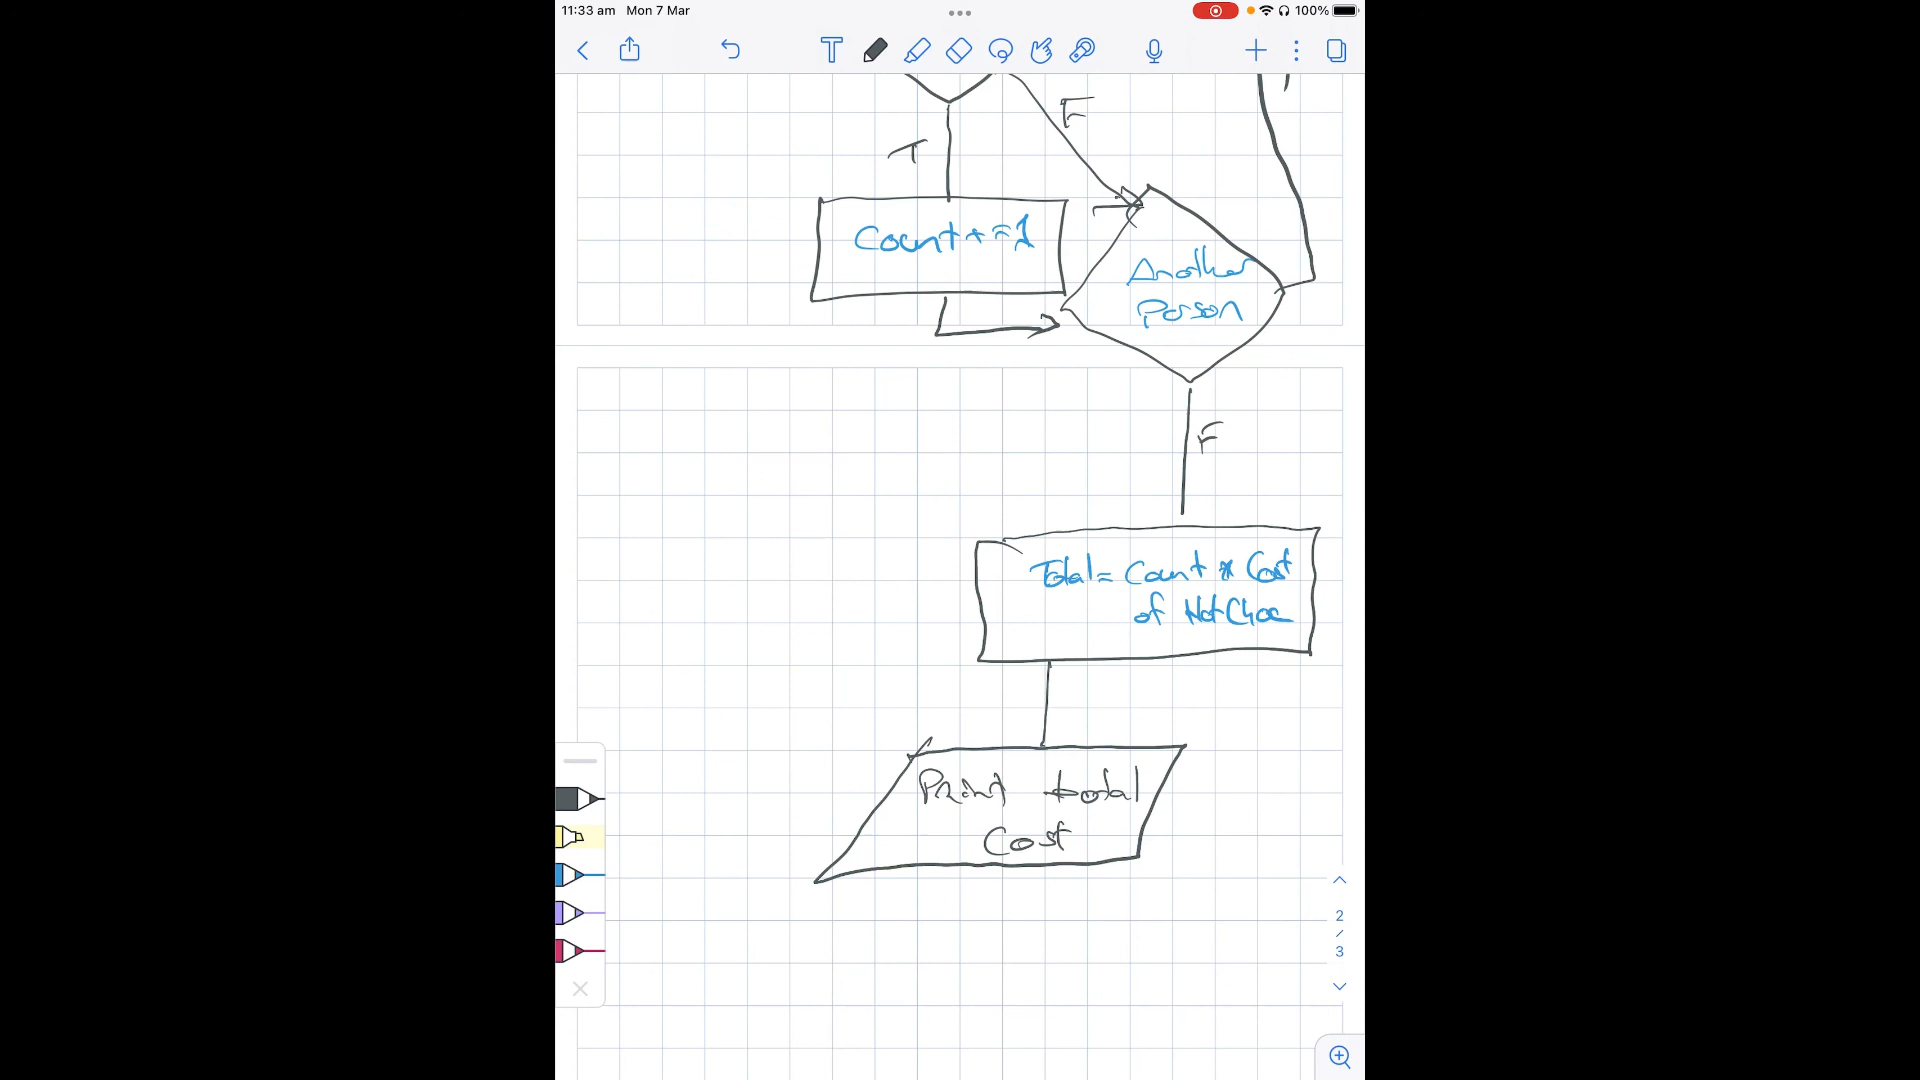 11:33 am Mon 7 Mar
100%
F
T
Count += 1
Another
Person
F
Total = Count * Cost
of HotChoc
Print total
Cost
2
/
3